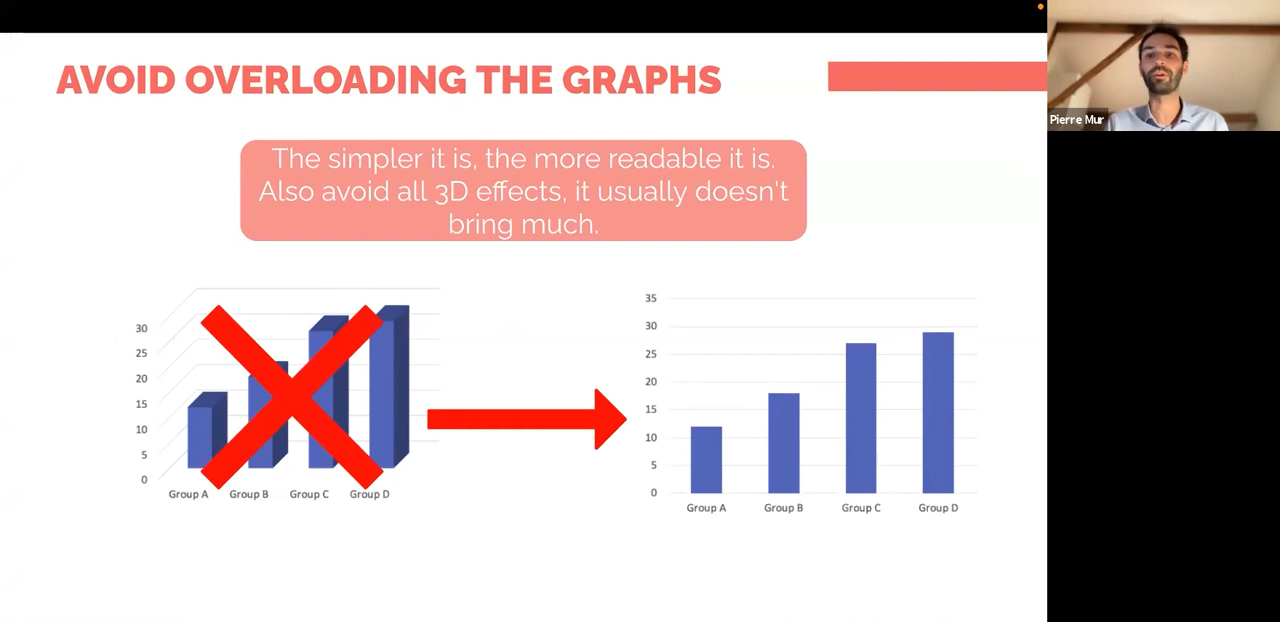 AVOID OVERLOADING THE GRAPHS
Pierre Mur
The simpler it is, the more readable it is.
Also avoid all 3D effects, it usually doesn't
bring much.
30
25
20
15
10
5
0
Group A Group B Group C Group D
35
30
25
20
15
10
5
0
Group A Group B Group C Group D